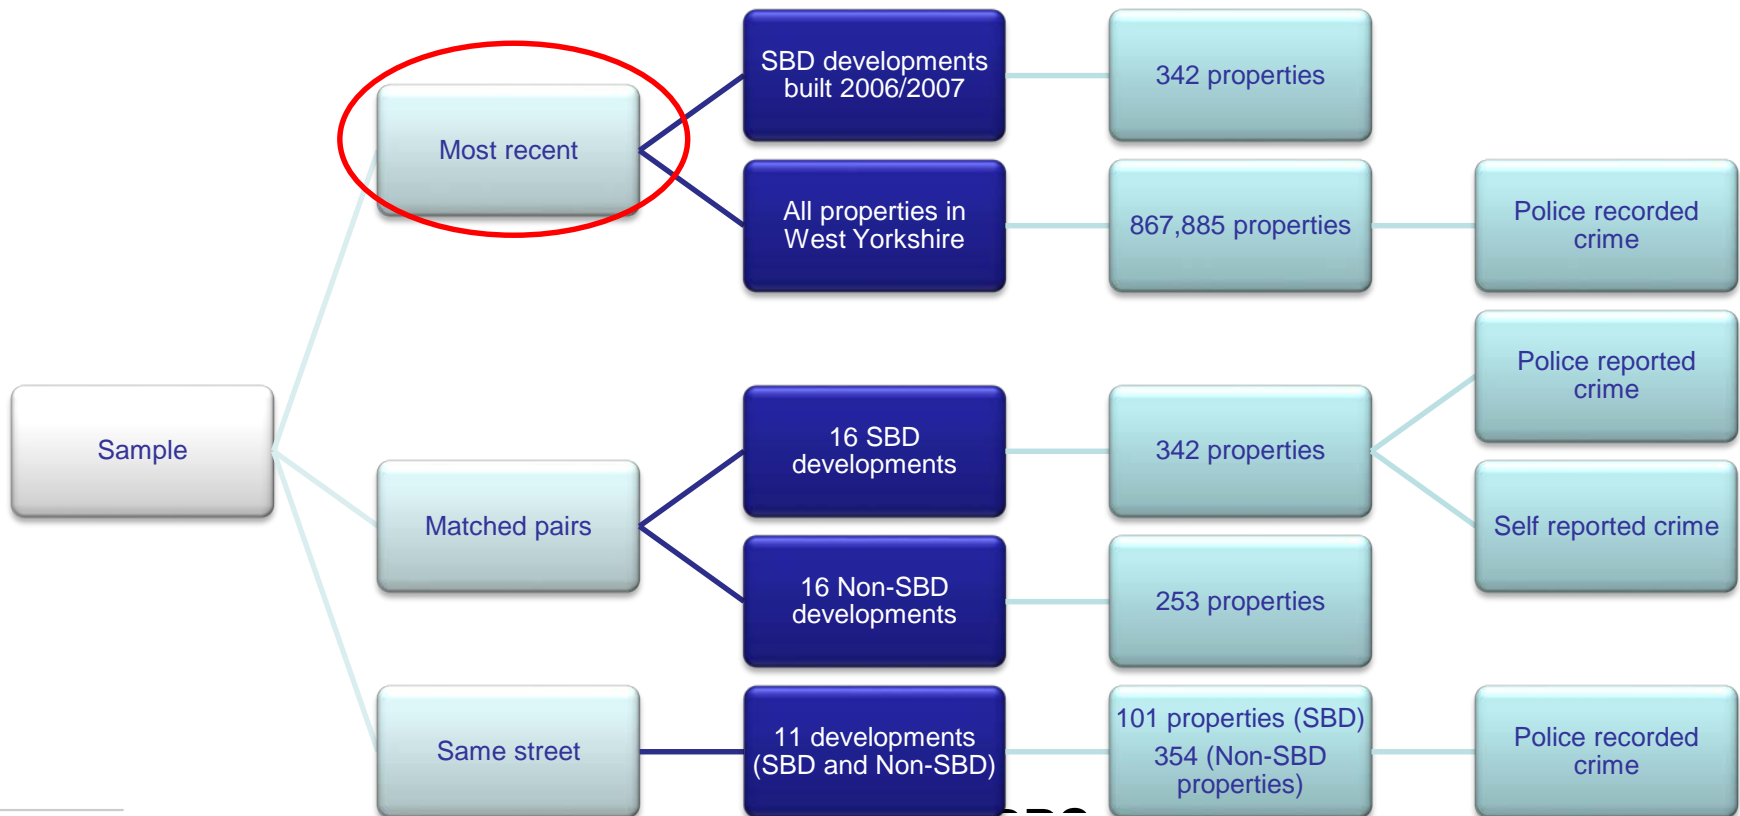 SBD developments
built 2006/2007
342 properties
Most recent
All properties in
West Yorkshire
867,885 properties
Police recorded
crime
Sample
Police reported
crime
16 SBD
developments
342 properties
Matched pairs
Self reported crime
16 Non-SBD
developments
253 properties
Same street
11 developments
(SBD and Non-SBD)
101 properties (SBD)
354 (Non-SBD
properties)
Police recorded
crime